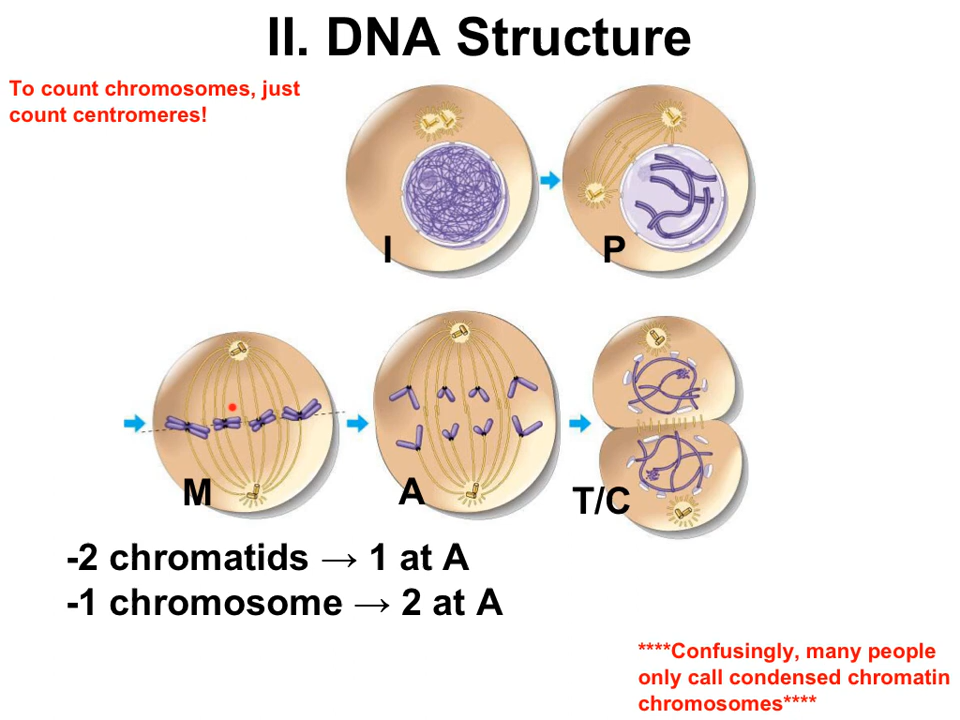 II. DNA Structure
To count chromosomes, just
count centromeres!
I
P
M
A
T/C
-2 chromatids → 1 at A
-1 chromosome → 2 at A
****Confusingly, many people
only call condensed chromatin
chromosomes****